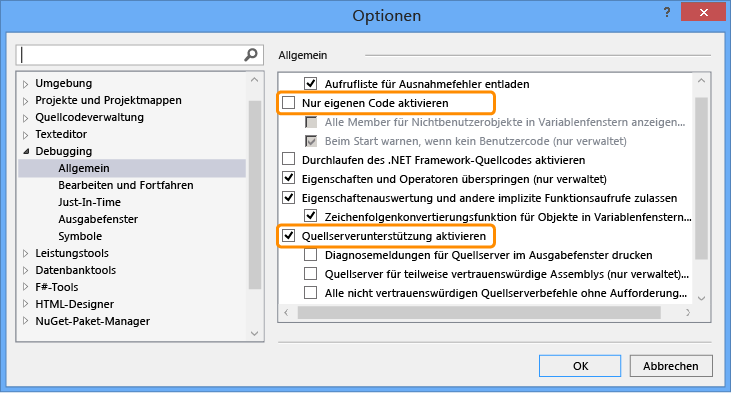 Optionen
Umgebung
Projekte und Projektmappen
Quellcodeverwaltung
Texteditor
Debugging
Allgemein
Bearbeiten und Fortfahren
Just-In-Time
Ausgabefenster
Symbole
Leistungstools
Datenbanktools
F#-Tools
HTML-Designer
NuGet-Paket-Manager
Allgemein
Aufrufliste für Ausnahmefehler entladen
Nur eigenen Code aktivieren
Alle Member für Nichtbenutzerobjekte in Variablenfenstern anzeigen...
Beim Start warnen, wenn kein Benutzercode (nur verwaltet)
Durchlaufen des .NET Framework-Quellcodes aktivieren
Eigenschaften und Operatoren überspringen (nur verwaltet)
Eigenschaftenauswertung und andere implizite Funktionsaufrufe zulassen
Zeichenfolgenkonvertierungsfunktion für Objekte in Variablenfenstern...
Quellserverunterstützung aktivieren
Diagnosemeldungen für Quellserver im Ausgabefenster drucken
Quellserver für teilweise vertrauenswürdige Assemblys (nur verwaltet)...
Alle nicht vertrauenswürdigen Quellserverbefehle ohne Aufforderung...
OK
Abbrechen